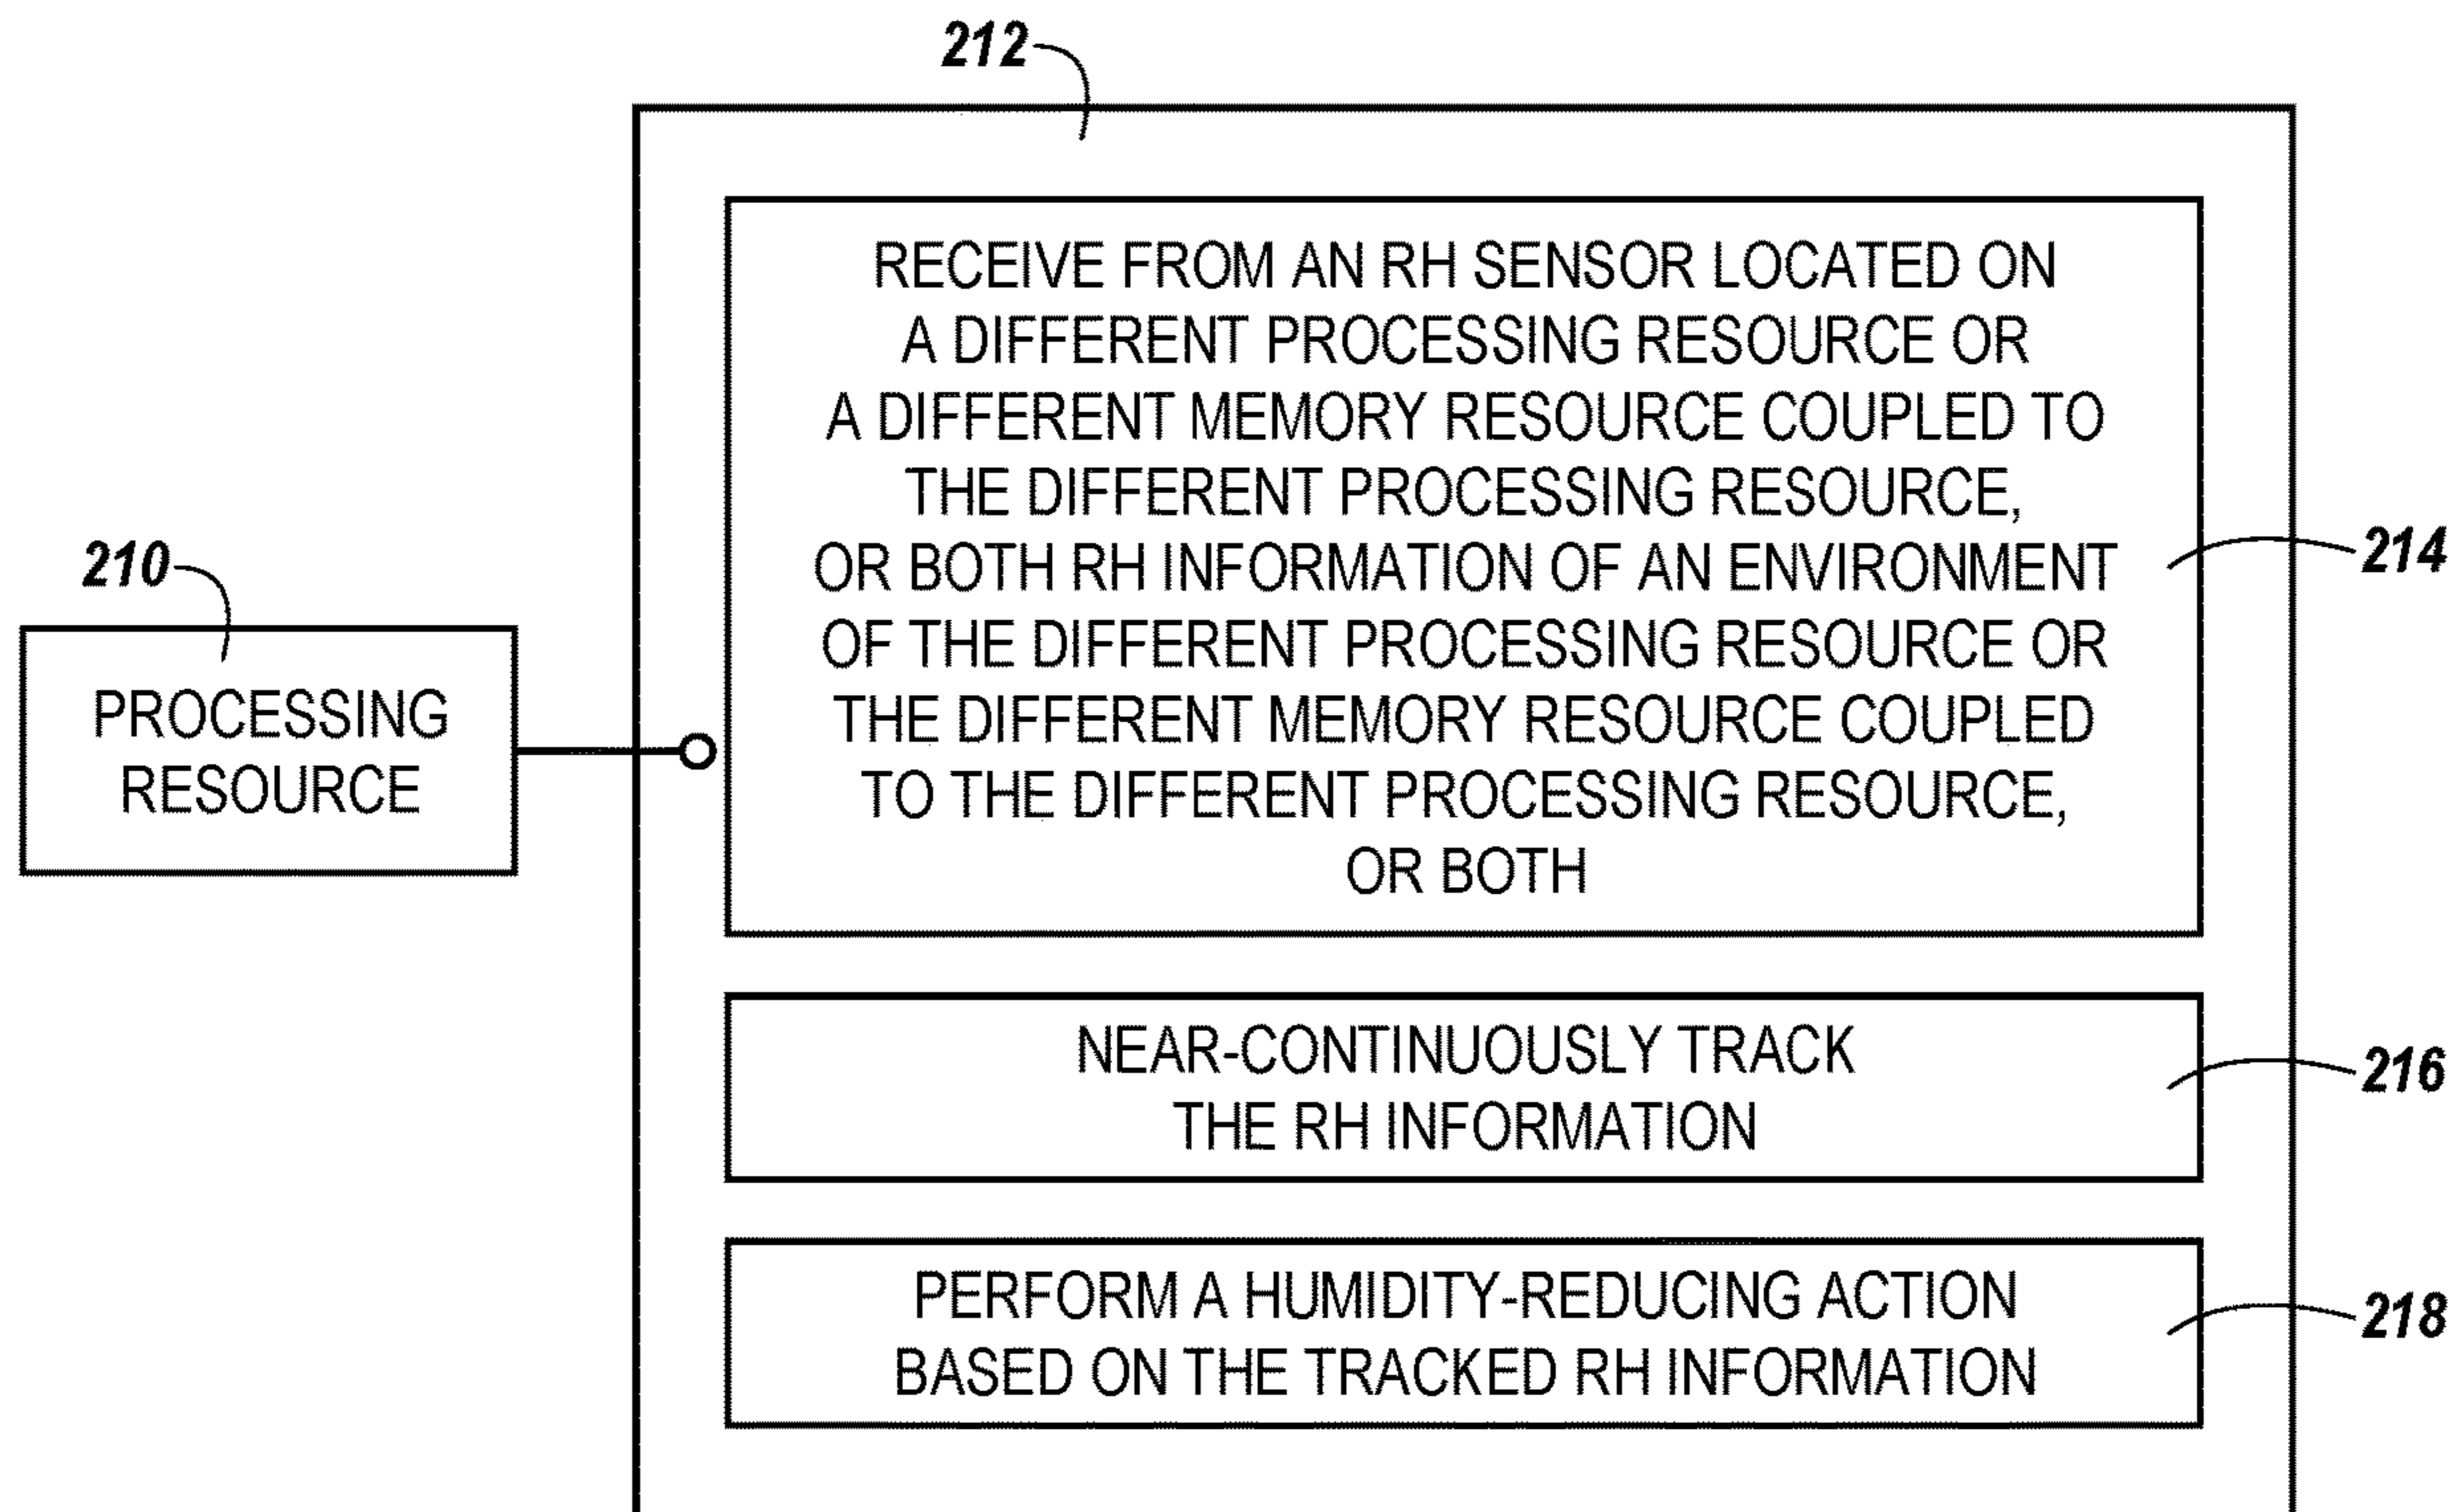 212
RECEIVE FROM AN RH SENSOR LOCATED ON
A DIFFERENT PROCESSING RESOURCE OR
A DIFFERENT MEMORY RESOURCE COUPLED TO
THE DIFFERENT PROCESSING RESOURCE,
OR BOTH RH INFORMATION OF AN ENVIRONMENT
OF THE DIFFERENT PROCESSING RESOURCE OR
THE DIFFERENT MEMORY RESOURCE COUPLED
TO THE DIFFERENT PROCESSING RESOURCE,
OR BOTH
214
210
PROCESSING
RESOURCE
NEAR-CONTINUOUSLY TRACK
THE RH INFORMATION
216
PERFORM A HUMIDITY-REDUCING ACTION
BASED ON THE TRACKED RH INFORMATION
218